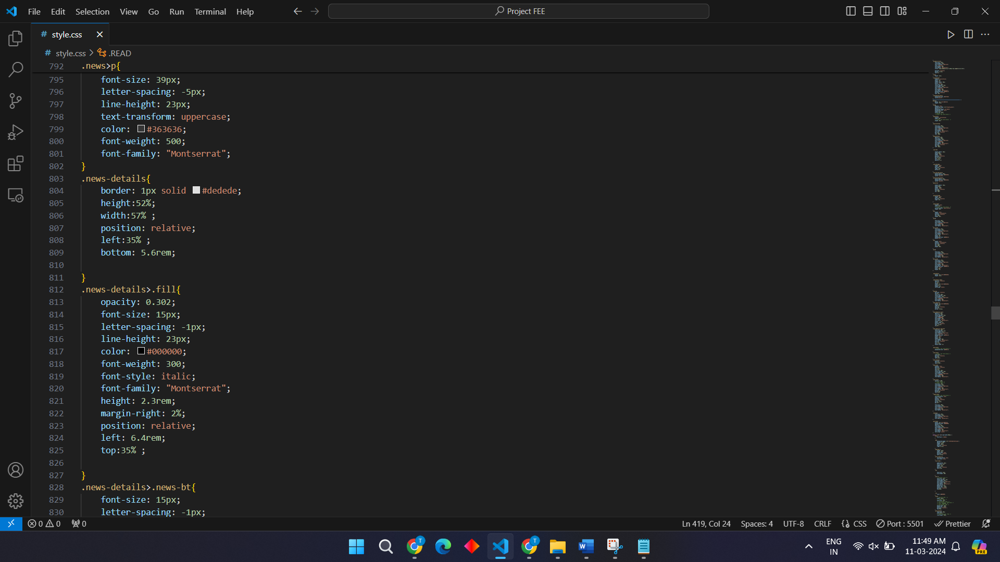 File Edit Selection View Go Run Terminal Help
Project FEE
# style.css
# style.css > .READ
792 .news>p{
795 font-size: 39px;
796 letter-spacing: -5px;
797 line-height: 23px;
798 text-transform: uppercase;
799 color: #363636;
800 font-weight: 500;
801 font-family: "Montserrat";
802 }
803 .news-details{
804 border: 1px solid #dedede;
805 height:52%;
806 width:57% ;
807 position: relative;
808 left:35% ;
809 bottom: 5.6rem;
810
811 }
812 .news-details>.fill{
813 opacity: 0.302;
814 font-size: 15px;
815 letter-spacing: -1px;
816 line-height: 23px;
817 color: #000000;
818 font-weight: 300;
819 font-style: italic;
820 font-family: "Montserrat";
821 height: 2.3rem;
822 margin-right: 2%;
823 position: relative;
824 left: 6.4rem;
825 top:35% ;
826
827 }
828 .news-details>.news-bt{
829 font-size: 15px;
830 letter-spacing: -1px;
0 0 0 Ln 419, Col 24 Spaces: 4 UTF-8 CRLF CSS Port : 5501 Prettier
T T W ENG
IN
11:49 AM
11-03-2024
PRE